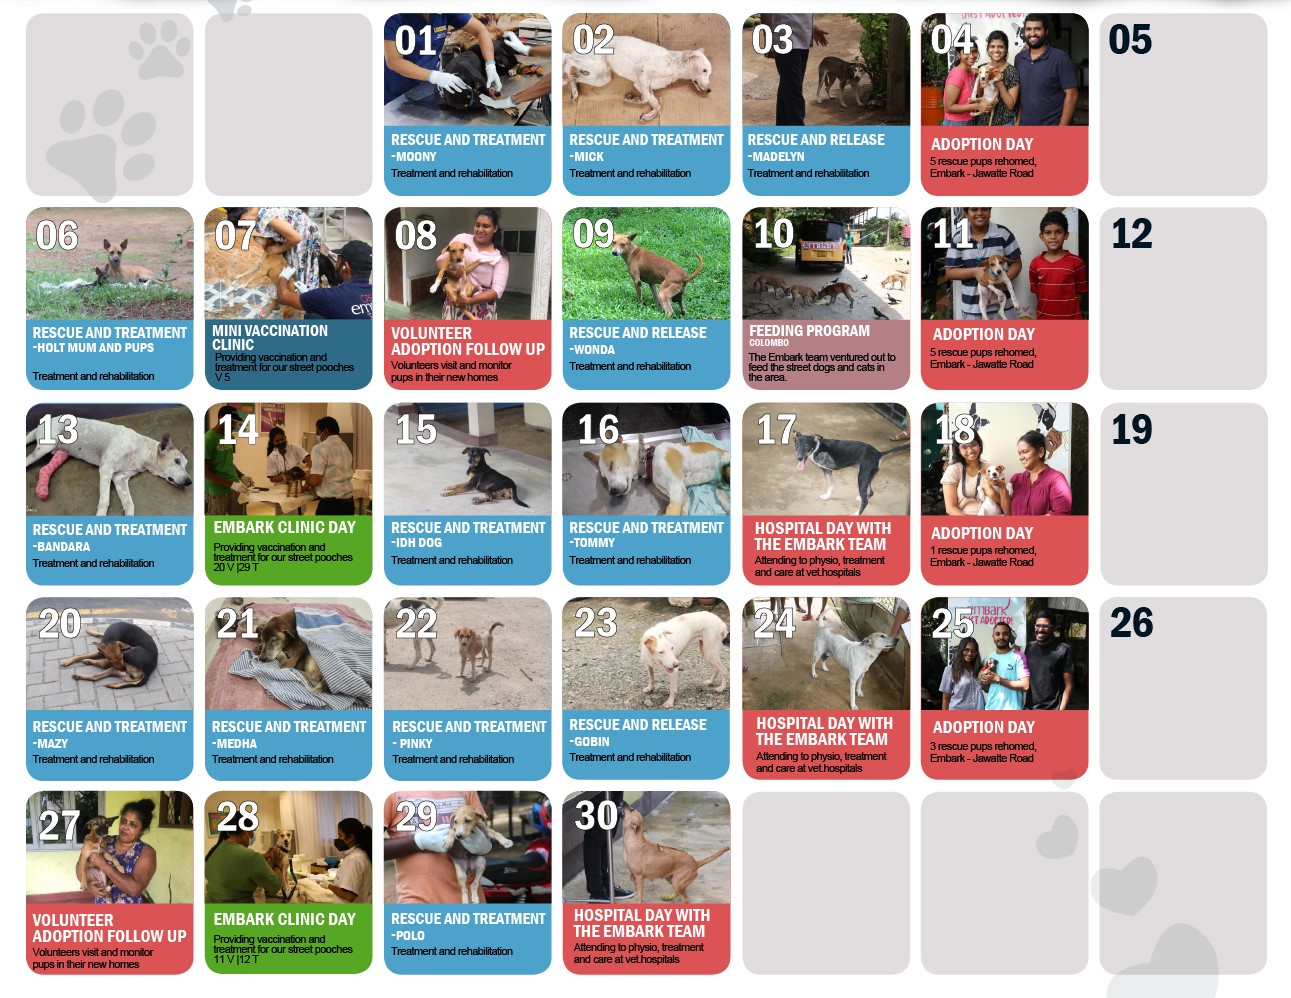 01
RESCUE AND TREATMENT
-MOONY
Treatment and rehabilitation
02
RESCUE AND TREATMENT
-MICK
Treatment and rehabilitation
03
RESCUE AND RELEASE
-MADELYN
Treatment and rehabilitation
JUST ADOPTED!
04
ADOPTION DAY
5 rescue pups rehomed,
Embark - Jawatte Road
05
06
RESCUE AND TREATMENT
-HOLT MUM AND PUPS
Treatment and rehabilitation
07
em
MINI VACCINATION
CLINIC
Providing vaccination and
treatment for our street pooches
V 5
08
VOLUNTEER
ADOPTION FOLLOW UP
Volunteers visit and monitor
pups in their new homes
09
RESCUE AND RELEASE
-WONDA
Treatment and rehabilitation
10
embark
FEEDING PROGRAM
COLOMBO
The Embark team ventured out to
feed the street dogs and cats in
the area.
11
ADOPTION DAY
5 rescue pups rehomed,
Embark - Jawatte Road
12
13
RESCUE AND TREATMENT
-BANDARA
Treatment and rehabilitation
14
EMBARK CLINIC DAY
Providing vaccination and
treatment for our street pooches
20 V |29 T
15
RESCUE AND TREATMENT
-IDH DOG
Treatment and rehabilitation
16
RESCUE AND TREATMENT
-TOMMY
Treatment and rehabilitation
17
HOSPITAL DAY WITH
THE EMBARK TEAM
Attending to physio, treatment
and care at vet.hospitals
18
ADOPTION DAY
1 rescue pups rehomed,
Embark - Jawatte Road
19
20
RESCUE AND TREATMENT
-MAZY
Treatment and rehabilitation
21
RESCUE AND TREATMENT
-MEDHA
Treatment and rehabilitation
22
RESCUE AND TREATMENT
- PINKY
Treatment and rehabilitation
23
RESCUE AND RELEASE
-GOBIN
Treatment and rehabilitation
24
HOSPITAL DAY WITH
THE EMBARK TEAM
Attending to physio, treatment
and care at vet.hospitals
embark
JUST ADOPTED!
25
ADOPTION DAY
3 rescue pups rehomed,
Embark - Jawatte Road
26
27
VOLUNTEER
ADOPTION FOLLOW UP
Volunteers visit and monitor
pups in their new homes
28
EMBARK CLINIC DAY
Providing vaccination and
treatment for our street pooches
11 V |12 T
29
RESCUE AND TREATMENT
-POLO
Treatment and rehabilitation
30
HOSPITAL DAY WITH
THE EMBARK TEAM
Attending to physio, treatment
and care at vet.hospitals